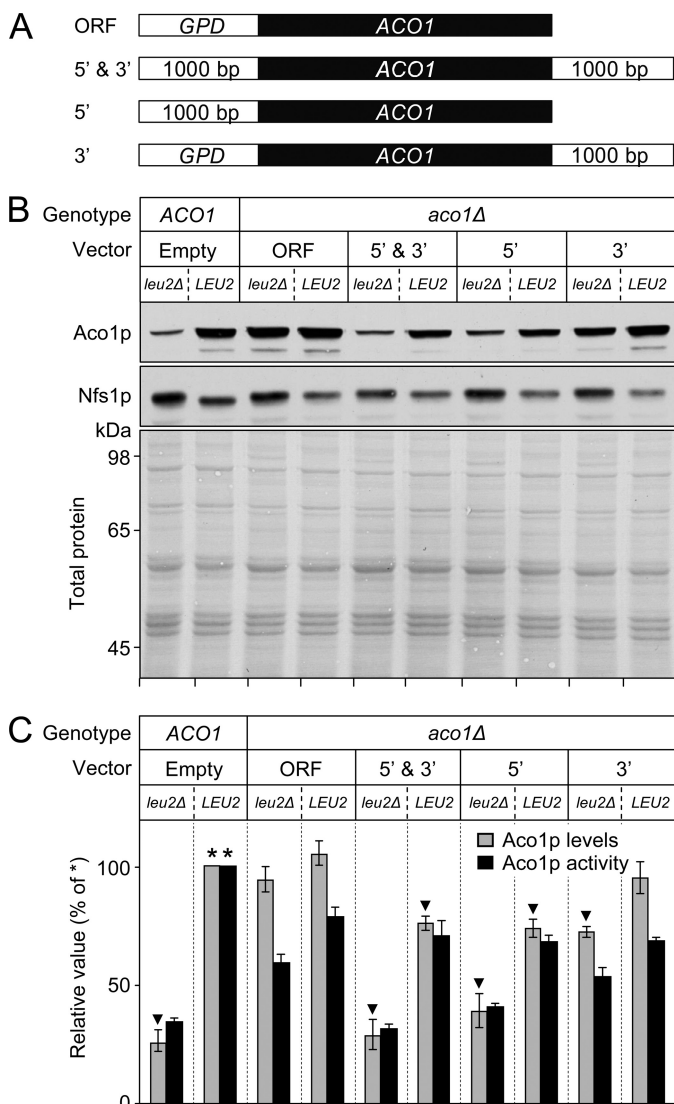 A
ORF GPD ACO1
5’ & 3’ 1000 bp ACO1 1000 bp
5’ 1000 bp ACO1
3’ GPD ACO1 1000 bp
B
Genotype ACO1 aco1Δ
Vector Empty ORF 5’ & 3’ 5’ 3’
leu2Δ LEU2 leu2Δ LEU2 leu2Δ LEU2 leu2Δ LEU2 leu2Δ LEU2
Aco1p
Nfs1p
kDa
98
65
45
Total protein
C
Genotype ACO1 aco1Δ
Vector Empty ORF 5’ & 3’ 5’ 3’
leu2Δ LEU2 leu2Δ LEU2 leu2Δ LEU2 leu2Δ LEU2 leu2Δ LEU2
Aco1p levels
Aco1p activity
* *
100
50
0
Relative value (% of *)